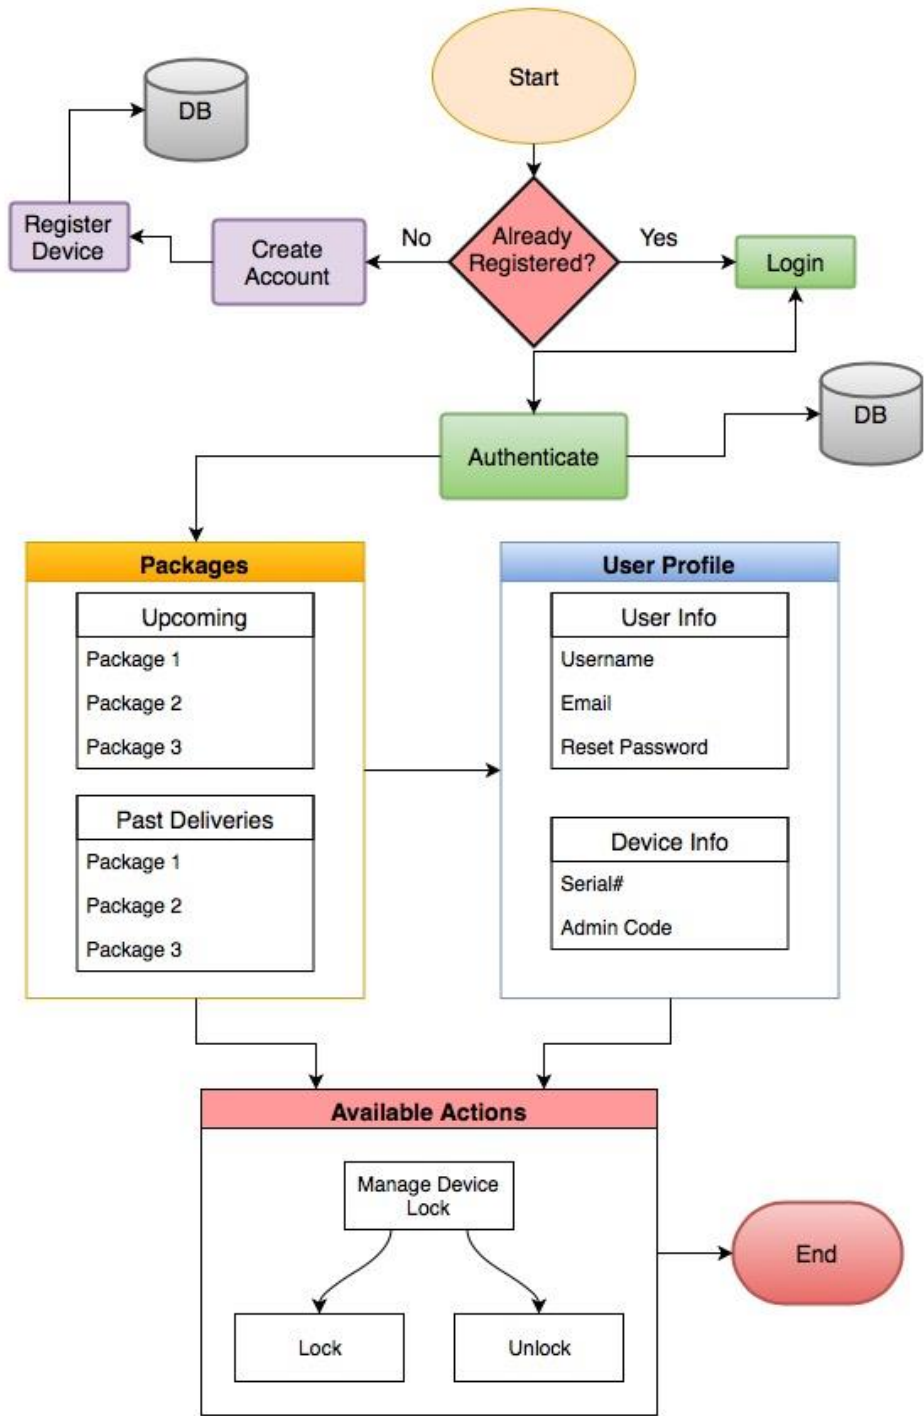 Start
DB
Register
Device
Create
Account
No
Already
Registered?
Yes
Login
DB
Authenticate
Packages
Upcoming
Package 1
Package 2
Package 3
Past Deliveries
Package 1
Package 2
Package 3
User Profile
User Info
Username
Email
Reset Password
Device Info
Serial#
Admin Code
Available Actions
Manage Device
Lock
Lock
Unlock
End